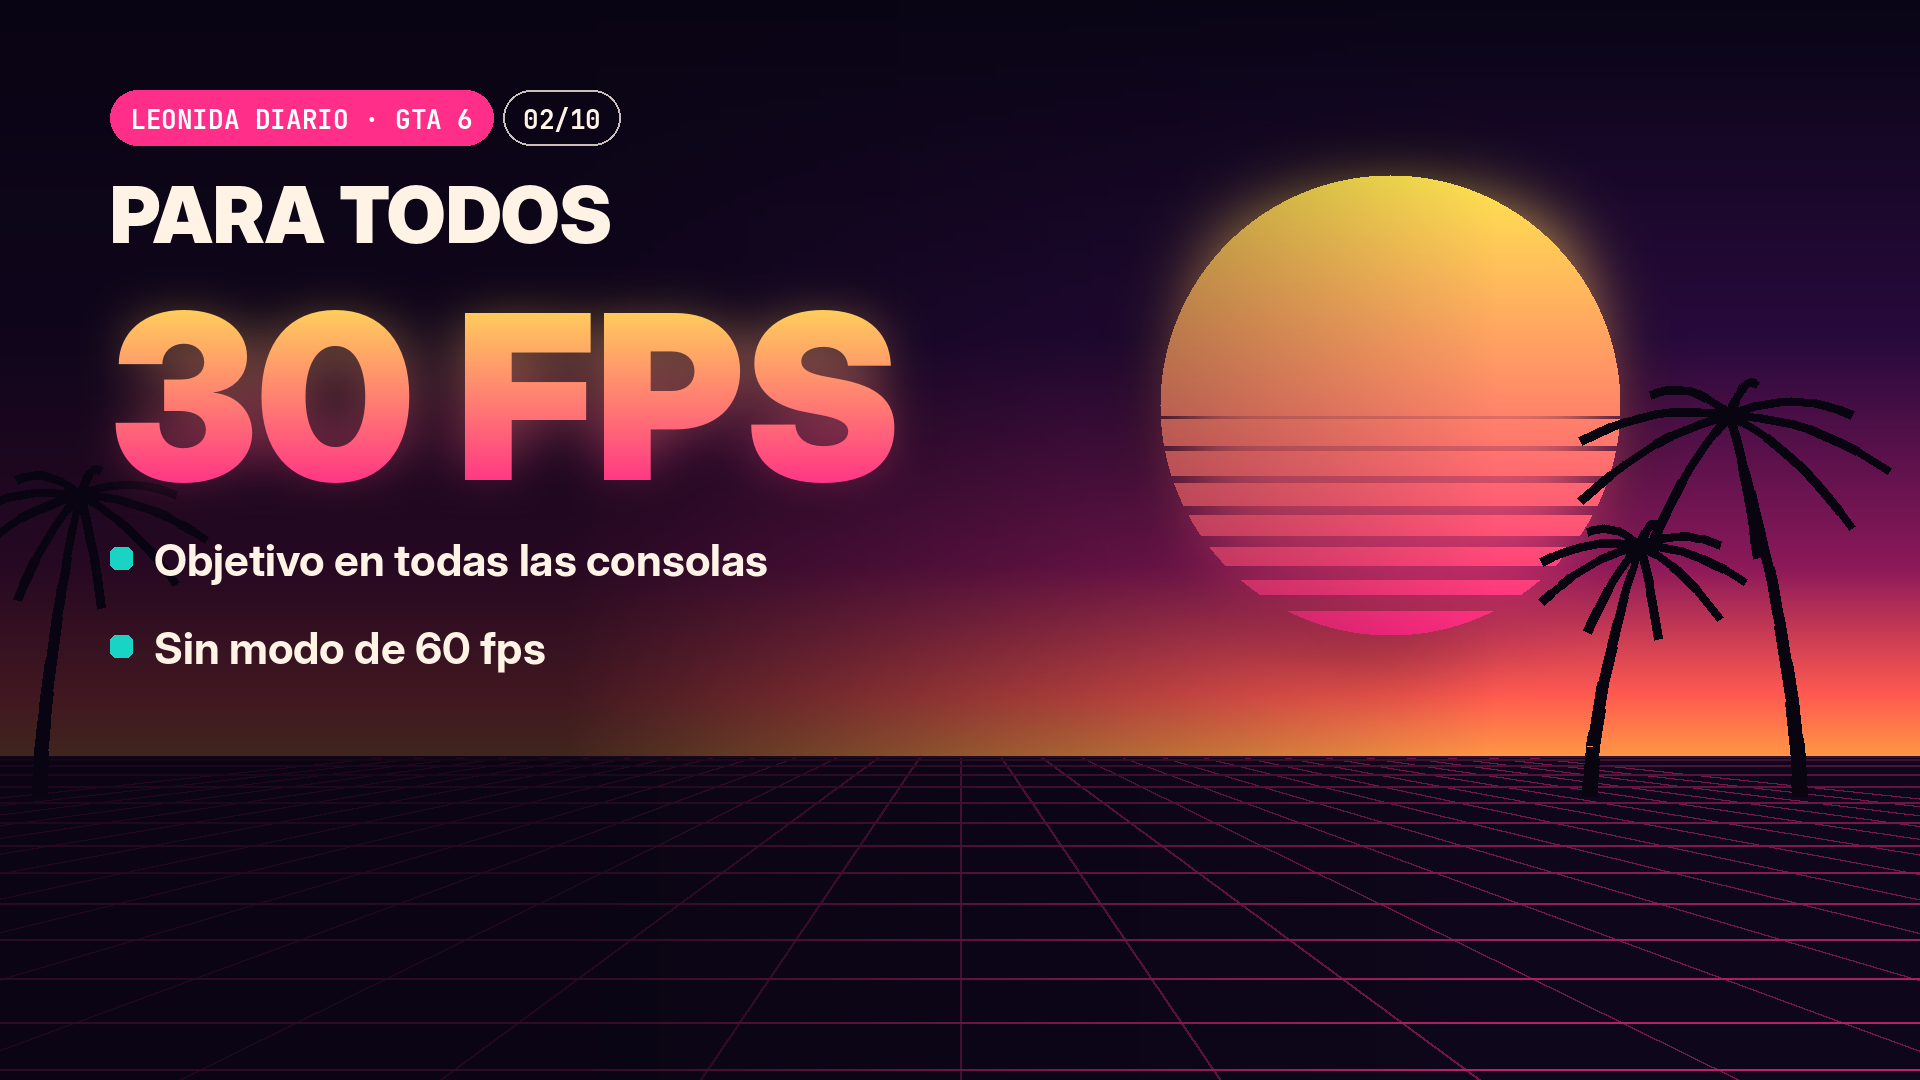 LEONIDA DIARIO · GTA 6
02/10
PARA TODOS
30 FPS
Objetivo en todas las consolas
Sin modo de 60 fps